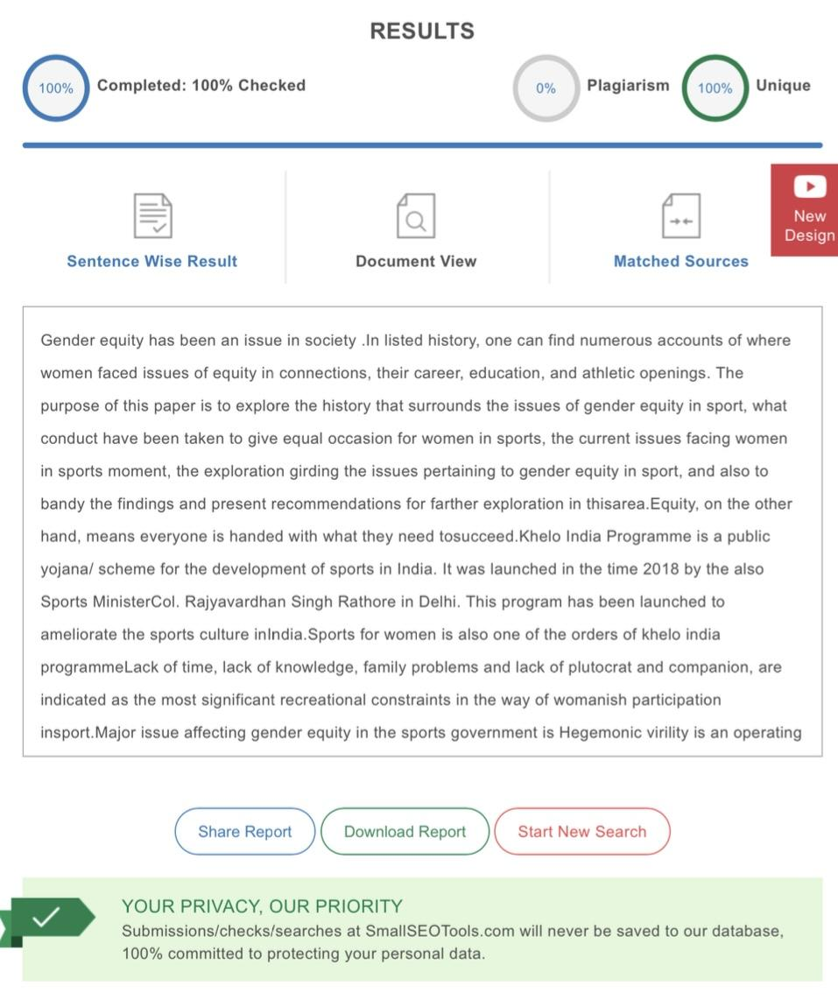 RESULTS
100% Completed: 100% Checked
0% Plagiarism 100% Unique
New
Design
Sentence Wise Result Document View Matched Sources
Gender equity has been an issue in society .In listed history, one can find numerous accounts of where
women faced issues of equity in connections, their career, education, and athletic openings. The
purpose of this paper is to explore the history that surrounds the issues of gender equity in sport, what
conduct have been taken to give equal occasion for women in sports, the current issues facing women
in sports moment, the exploration girding the issues pertaining to gender equity in sport, and also to
bandy the findings and present recommendations for farther exploration in thisarea.Equity, on the other
hand, means everyone is handed with what they need tosucceed.Khelo India Programme is a public
yojana/ scheme for the development of sports in India. It was launched in the time 2018 by the also
Sports MinisterCol. Rajyavardhan Singh Rathore in Delhi. This program has been launched to
ameliorate the sports culture inIndia.Sports for women is also one of the orders of khelo india
programmeLack of time, lack of knowledge, family problems and lack of plutocrat and companion, are
indicated as the most significant recreational constraints in the way of womanish participation
insport.Major issue affecting gender equity in the sports government is Hegemonic virility is an operating
Share Report Download Report Start New Search
YOUR PRIVACY, OUR PRIORITY
Submissions/checks/searches at SmallSEOTools.com will never be saved to our database,
100% committed to protecting your personal data.